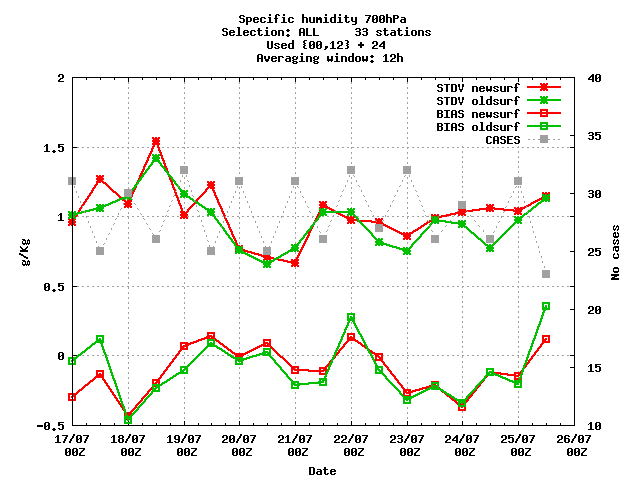 Specific humidity 700hPa
Selection: ALL 33 stations
Used {00,12} + 24
Averaging window: 12h
STDV newsurf
STDV oldsurf
BIAS newsurf
BIAS oldsurf
CASES
2
1.5
1
0.5
0
-0.5
g/Kg
40
35
30
25
20
15
10
No cases
17/07 18/07 19/07 20/07 21/07 22/07 23/07 24/07 25/07 26/07
00Z 00Z 00Z 00Z 00Z 00Z 00Z 00Z 00Z 00Z
Date